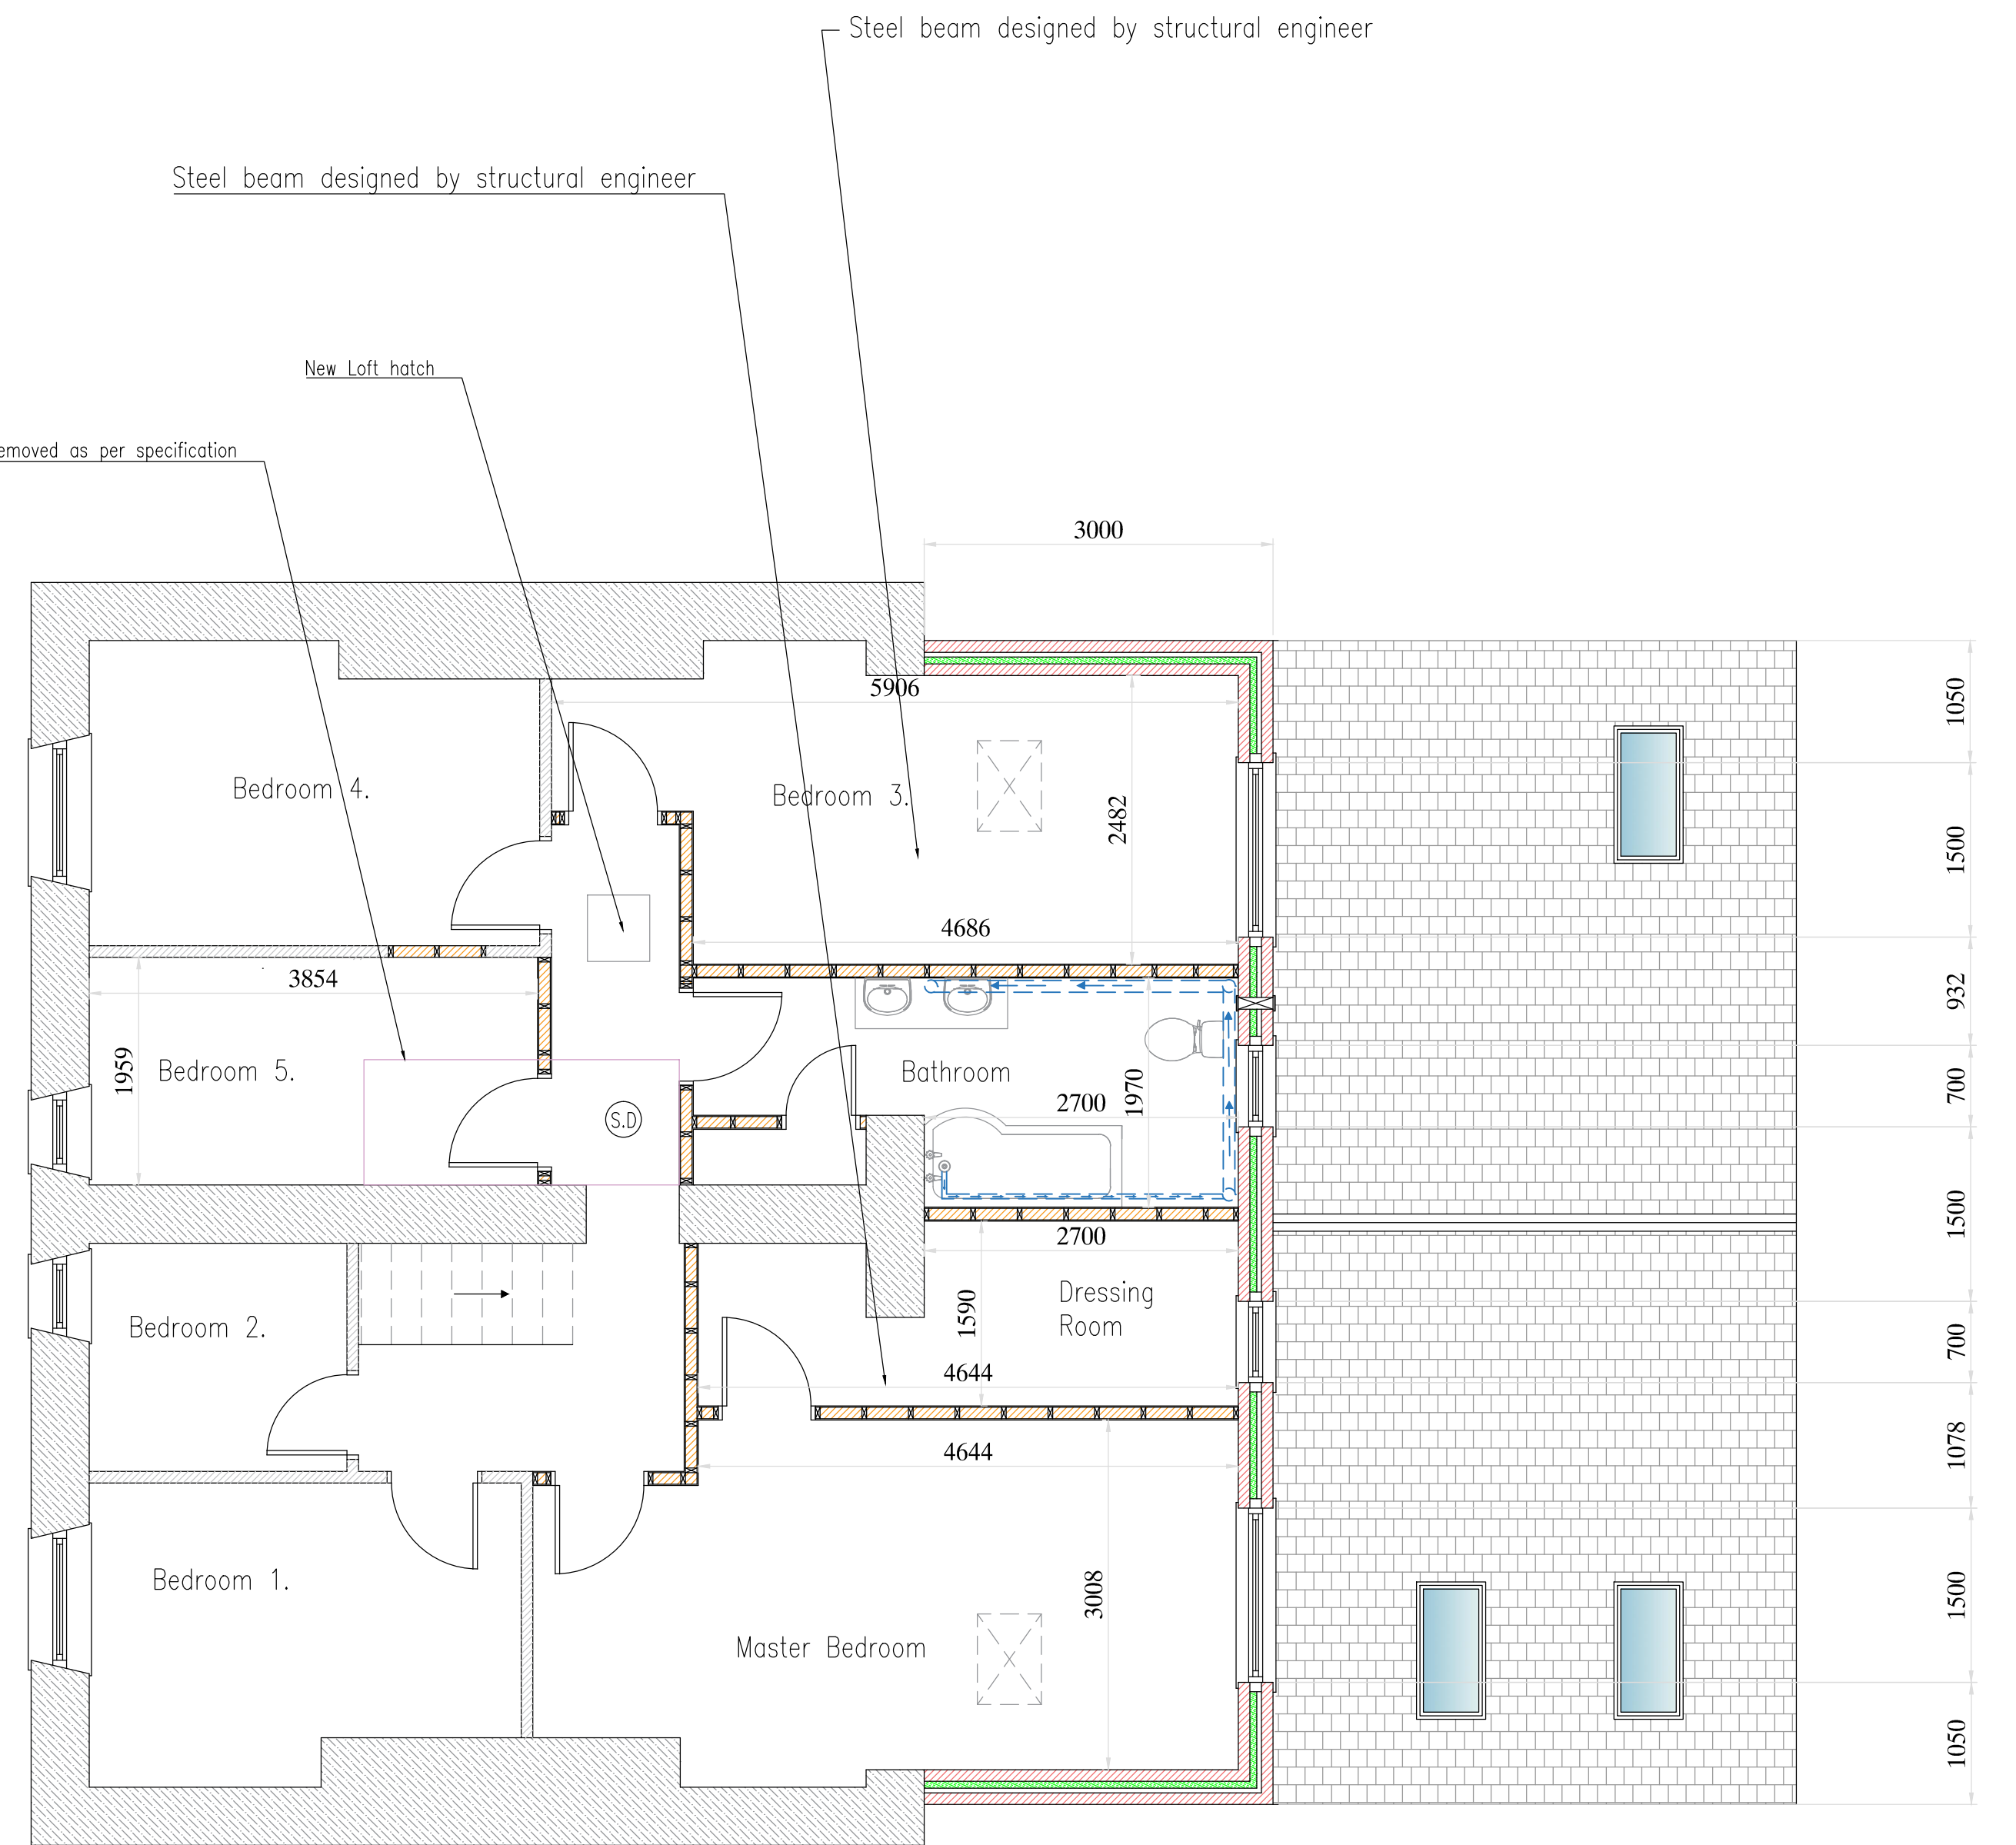 Steel beam designed by structural engineer
Steel beam designed by structural engineer
New Loft hatch
emoved as per specification
3000
5906
1050
Bedroom 4.
Bedroom 3.
2482
1500
4686
3854
932
1959
Bedroom 5.
Bathroom
S.D
2700
1970
700
1500
2700
Dressing
Room
Bedroom 2.
1590
700
4644
4644
1078
Bedroom 1.
3008
1500
Master Bedroom
1050